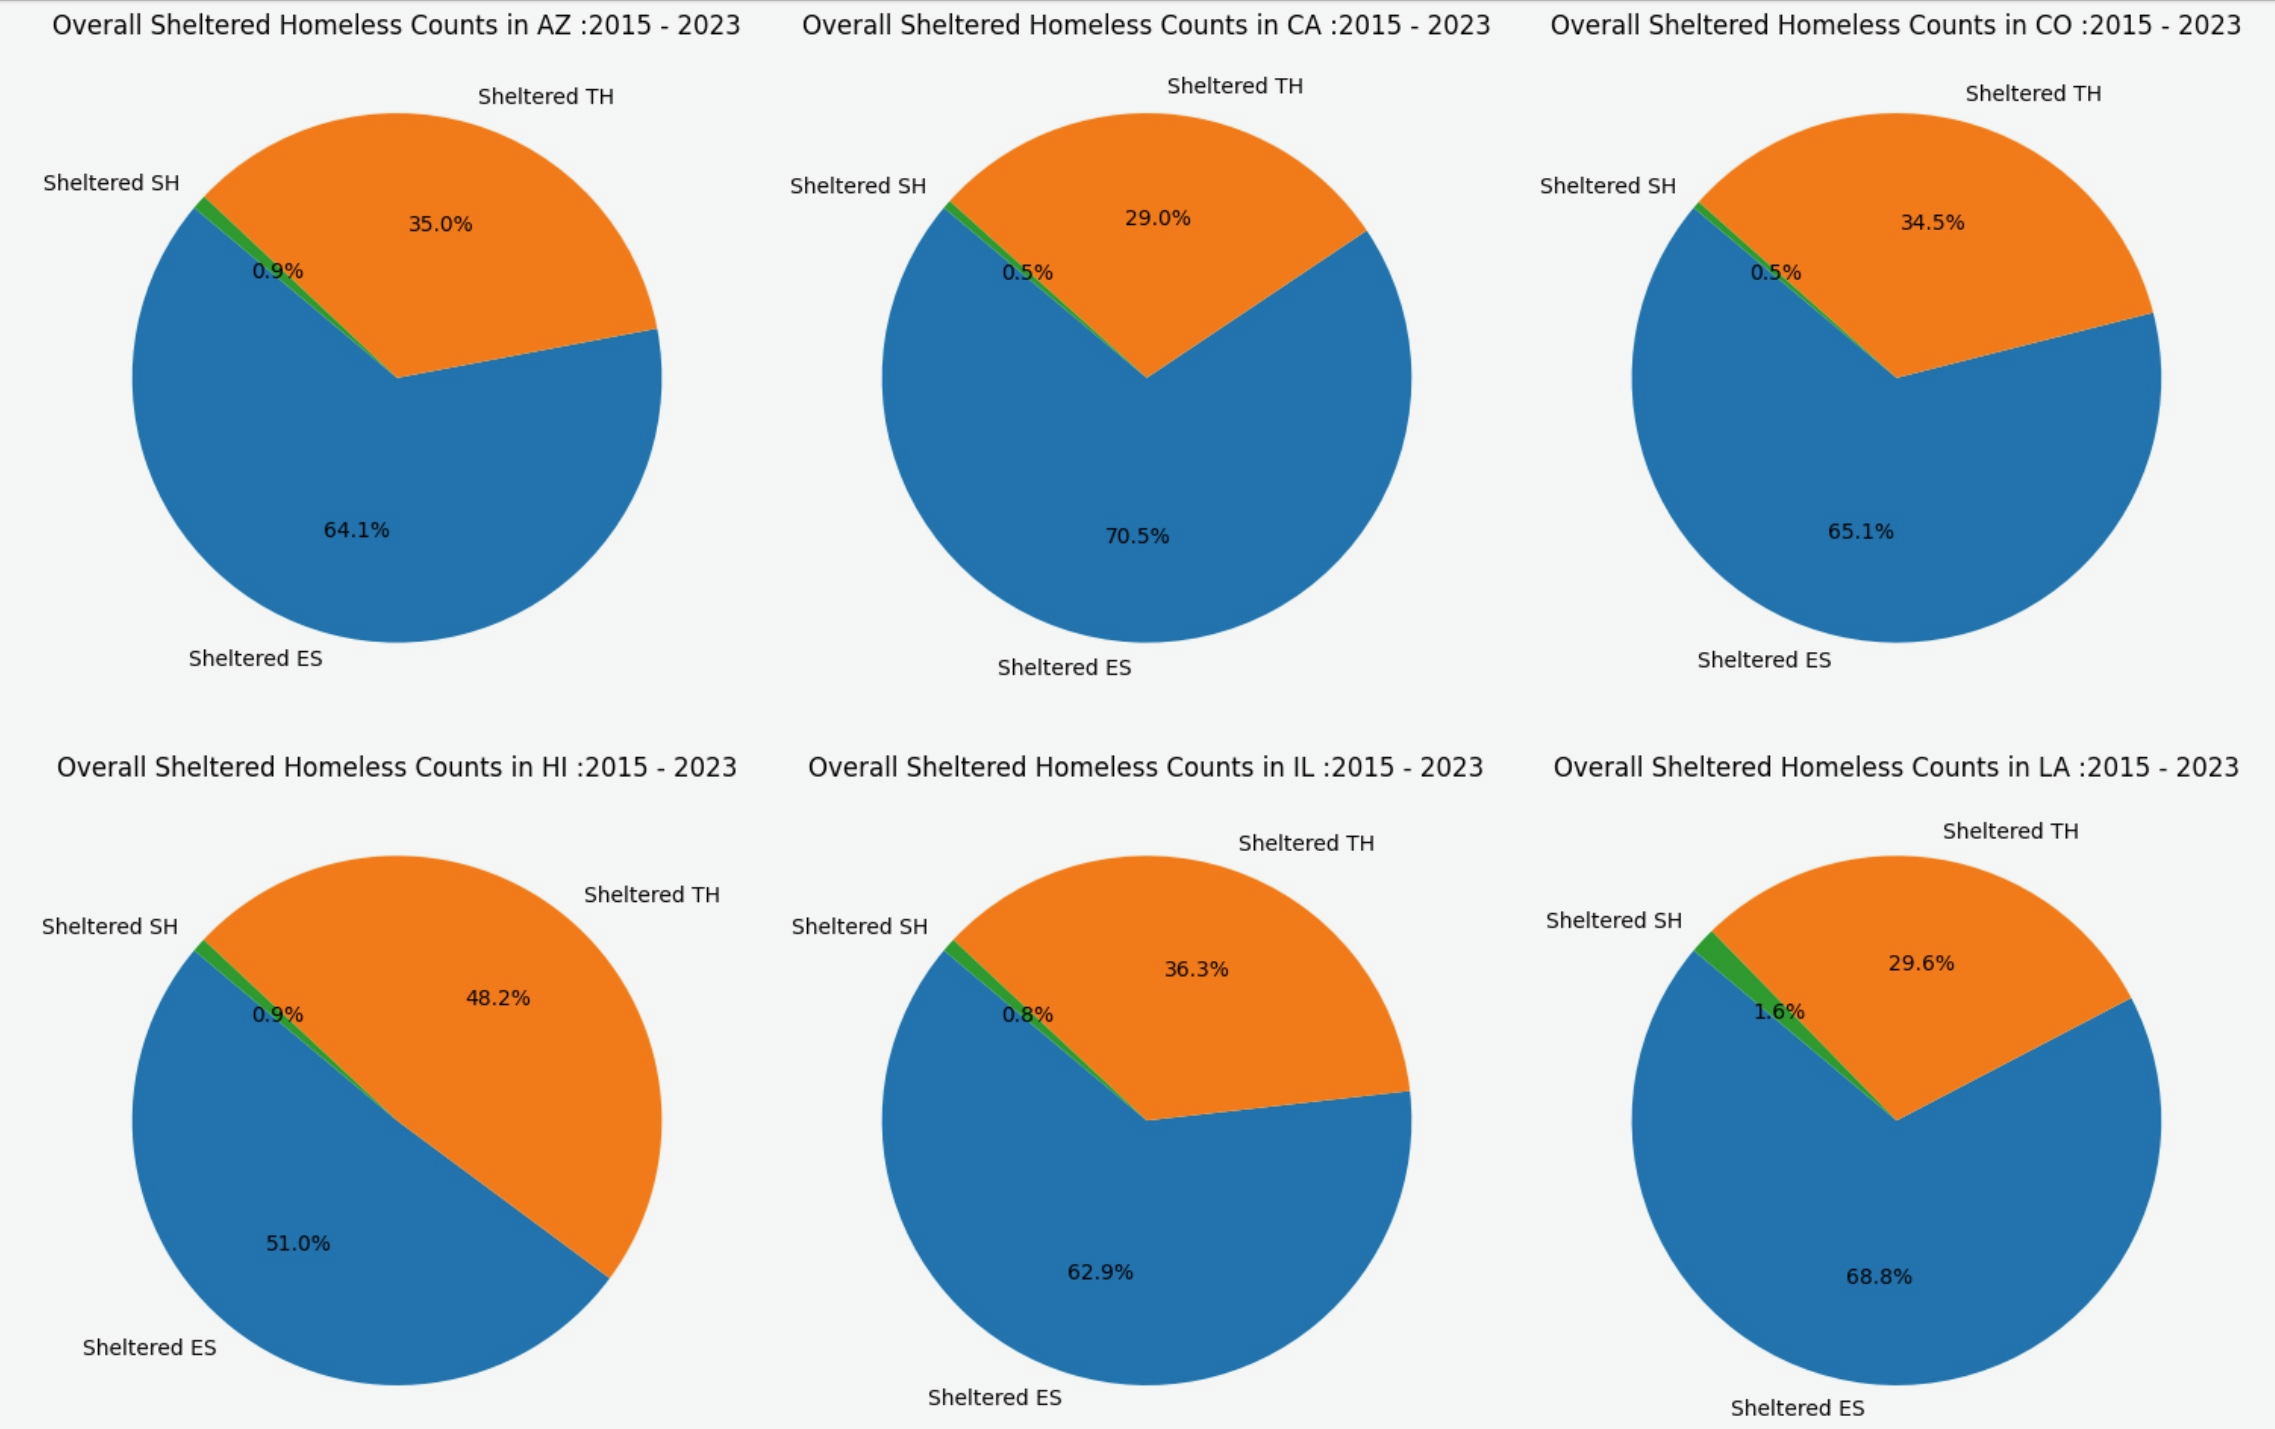 Overall Sheltered Homeless Counts in AZ :2015 - 2023
Sheltered TH
Sheltered SH
35.0%
0.9%
64.1%
Sheltered ES
Overall Sheltered Homeless Counts in CA :2015 - 2023
Sheltered TH
Sheltered SH
29.0%
0.5%
70.5%
Sheltered ES
Overall Sheltered Homeless Counts in CO :2015 - 2023
Sheltered TH
Sheltered SH
34.5%
0.5%
65.1%
Sheltered ES
Overall Sheltered Homeless Counts in HI :2015 - 2023
Sheltered TH
Sheltered SH
48.2%
0.9%
51.0%
Sheltered ES
Overall Sheltered Homeless Counts in IL :2015 - 2023
Sheltered TH
Sheltered SH
36.3%
0.8%
62.9%
Sheltered ES
Overall Sheltered Homeless Counts in LA :2015 - 2023
Sheltered TH
Sheltered SH
29.6%
1.6%
68.8%
Sheltered ES